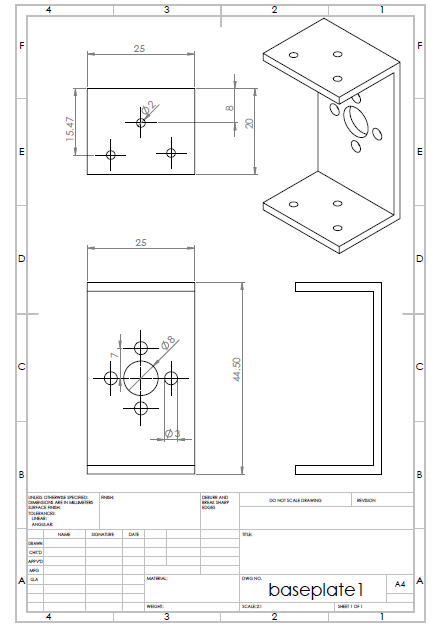 4 3 2 1
F F
25
Ø2
8
20
15.47
E E
D D
25
Ø8
7
44.50
C C
Ø3
B B
UNLESS OTHERWISE SPECIFIED:
DIMENSIONS ARE IN MILLIMETERS
SURFACE FINISH:
TOLERANCES:
LINEAR:
ANGULAR:
FINISH:
DEBURR AND
BREAK SHARP
EDGES
DO NOT SCALE DRAWING
REVISION
NAME SIGNATURE DATE
TITLE:
DRAWN
CHK'D
APPV'D
MFG
Q.A
MATERIAL:
DWG NO.
A A
baseplate1
A4
WEIGHT:
SCALE:2:1
SHEET 1 OF 1
4 3 2 1